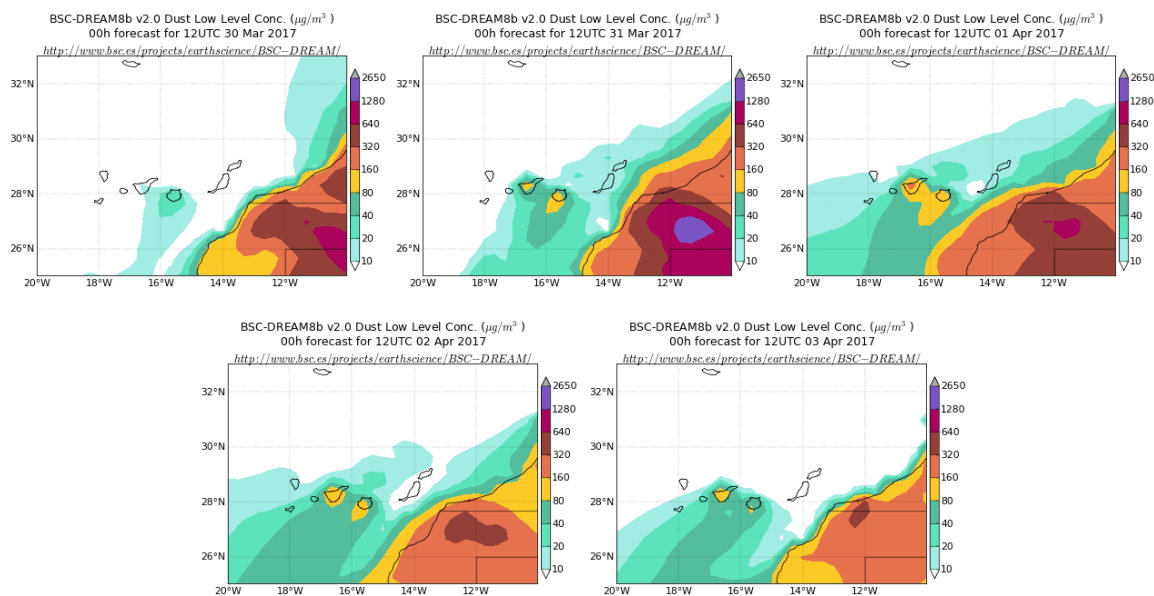 BSC-DREAM8b v2.0 Dust Low Level Conc. (μg/m³ )
00h forecast for 12UTC 30 Mar 2017
http://www.bsc.es/projects/earthscience/BSC−DREAM/
32°N
30°N
28°N
26°N
20°W 18°W 16°W 14°W 12°W
2650
1280
640
320
160
80
40
20
10
BSC-DREAM8b v2.0 Dust Low Level Conc. (μg/m³ )
00h forecast for 12UTC 31 Mar 2017
http://www.bsc.es/projects/earthscience/BSC−DREAM/
32°N
30°N
28°N
26°N
20°W 18°W 16°W 14°W 12°W
2650
1280
640
320
160
80
40
20
10
BSC-DREAM8b v2.0 Dust Low Level Conc. (μg/m³ )
00h forecast for 12UTC 01 Apr 2017
http://www.bsc.es/projects/earthscience/BSC−DREAM/
32°N
30°N
28°N
26°N
20°W 18°W 16°W 14°W 12°W
2650
1280
640
320
160
80
40
20
10
BSC-DREAM8b v2.0 Dust Low Level Conc. (μg/m³ )
00h forecast for 12UTC 02 Apr 2017
http://www.bsc.es/projects/earthscience/BSC−DREAM/
32°N
30°N
28°N
26°N
20°W 18°W 16°W 14°W 12°W
2650
1280
640
320
160
80
40
20
10
BSC-DREAM8b v2.0 Dust Low Level Conc. (μg/m³ )
00h forecast for 12UTC 03 Apr 2017
http://www.bsc.es/projects/earthscience/BSC−DREAM/
32°N
30°N
28°N
26°N
20°W 18°W 16°W 14°W 12°W
2650
1280
640
320
160
80
40
20
10